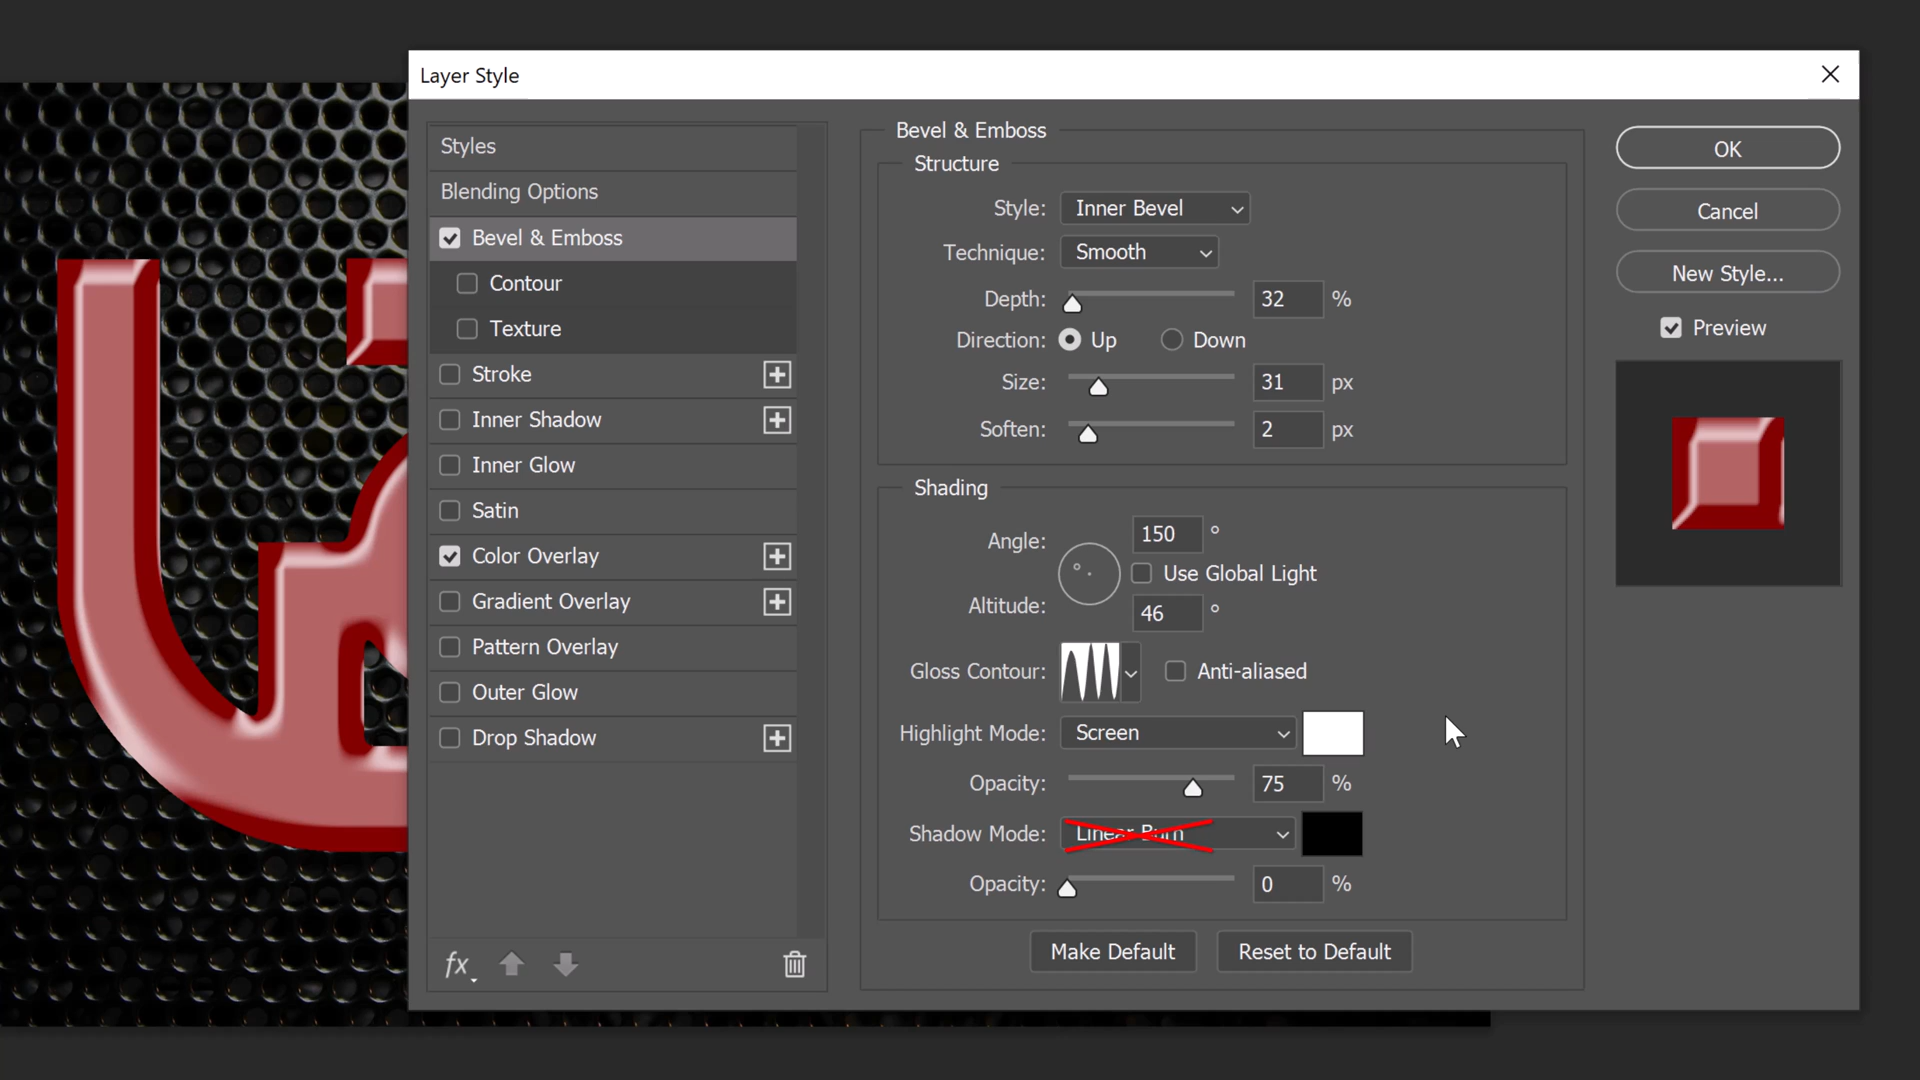 Layer Style
Styles
Blending Options
Bevel & Emboss
Contour
Texture
Stroke
Inner Shadow
Inner Glow
Satin
Color Overlay
Gradient Overlay
Pattern Overlay
Outer Glow
Drop Shadow
fx
Bevel & Emboss
Structure
Style: Inner Bevel
Technique: Smooth
Depth: 32 %
Direction: Up Down
Size: 31 px
Soften: 2 px
Shading
Angle: 150 °
Use Global Light
Altitude: 46 °
Gloss Contour: Anti-aliased
Highlight Mode: Screen
Opacity: 75 %
Shadow Mode: Linear Burn
Opacity: 0 %
Make Default Reset to Default
OK
Cancel
New Style...
Preview